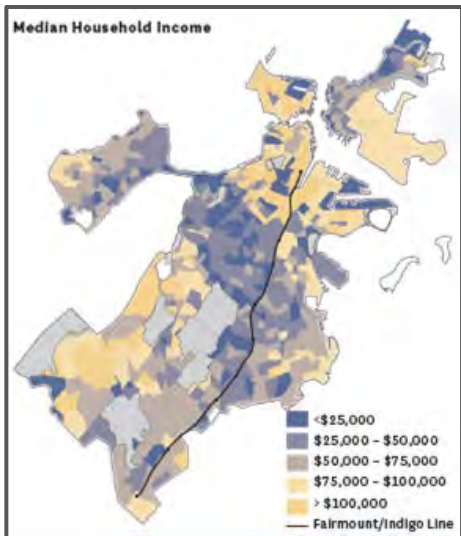 Median Household Income
<$25,000
$25,000 – $50,000
$50,000 – $75,000
$75,000 – $100,000
> $100,000
Fairmount/Indigo Line